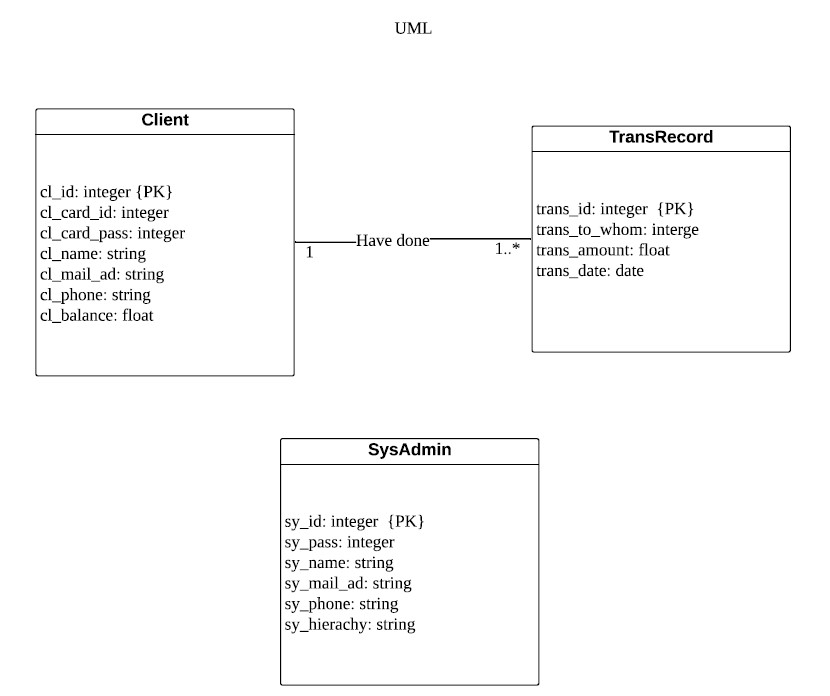 UML
Client
cl_id: integer {PK}
cl_card_id: integer
cl_card_pass: integer
cl_name: string
cl_mail_ad: string
cl_phone: string
cl_balance: float
1
Have done
1..*
TransRecord
trans_id: integer  {PK}
trans_to_whom: interge
trans_amount: float
trans_date: date
SysAdmin
sy_id: integer  {PK}
sy_pass: integer
sy_name: string
sy_mail_ad: string
sy_phone: string
sy_hierachy: string